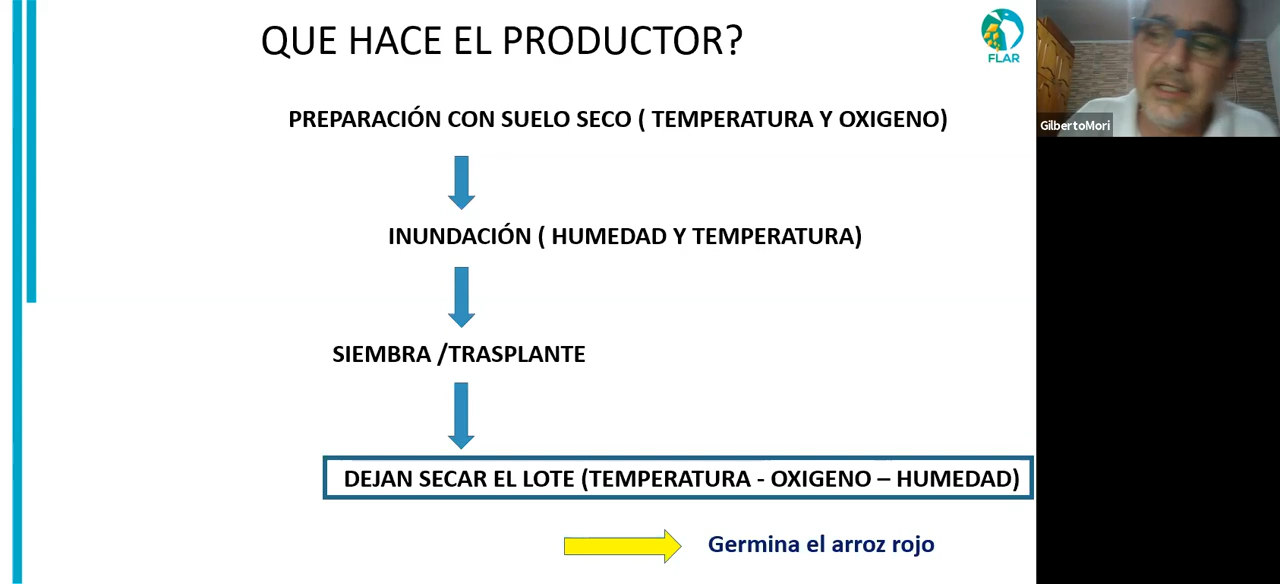 QUE HACE EL PRODUCTOR?
FLAR
GilbertoMori
PREPARACIÓN CON SUELO SECO ( TEMPERATURA Y OXIGENO)
INUNDACIÓN ( HUMEDAD Y TEMPERATURA)
SIEMBRA /TRASPLANTE
DEJAN SECAR EL LOTE (TEMPERATURA - OXIGENO – HUMEDAD)
Germina el arroz rojo